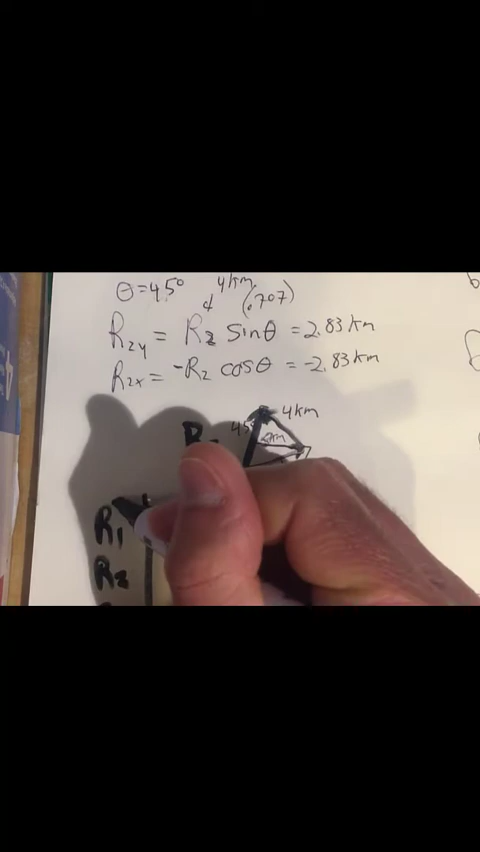 θ=45° 4km
(.707)
R2y = R2 sinθ = 2.83 km
R2x = -R2 cosθ = -2.83 km
4km
45°
R1
R2
4